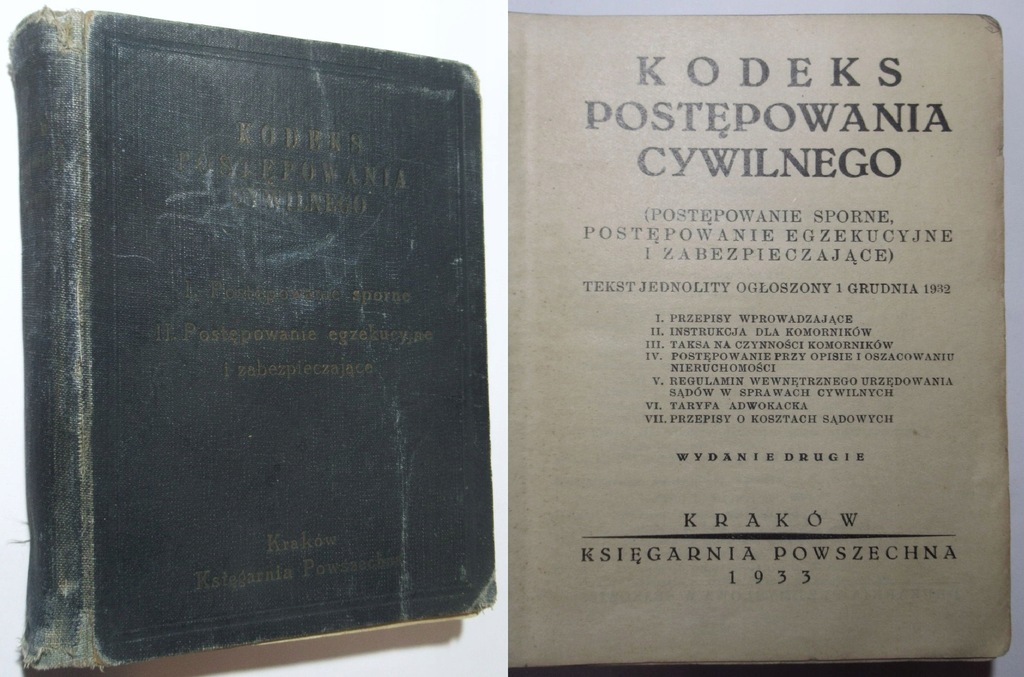 KODEKS
POSTĘPOWANIA
CYWILNEGO
I. Postępowanie sporne
II. Postępowanie egzekucyjne
i zabezpieczające
Kraków
Księgarnia Powszechna
KODEKS
POSTĘPOWANIA
CYWILNEGO
(POSTĘPOWANIE SPORNE,
POSTĘPOWANIE EGZEKUCYJNE
I ZABEZPIECZAJĄCE)
TEKST JEDNOLITY OGŁOSZONY 1 GRUDNIA 1932
I. PRZEPISY WPROWADZAJĄCE
II. INSTRUKCJA DLA KOMORNIKÓW
III. TAKSA NA CZYNNOŚCI KOMORNIKÓW
IV. POSTĘPOWANIE PRZY OPISIE I OSZACOWANIU
NIERUCHOMOŚCI
V. REGULAMIN WEWNĘTRZNEGO URZĘDOWANIA
SĄDÓW W SPRAWACH CYWILNYCH
VI. TARYFA ADWOKACKA
VII. PRZEPISY O KOSZTACH SĄDOWYCH
WYDANIE DRUGIE
KRAKÓW
KSIĘGARNIA POWSZECHNA
1933